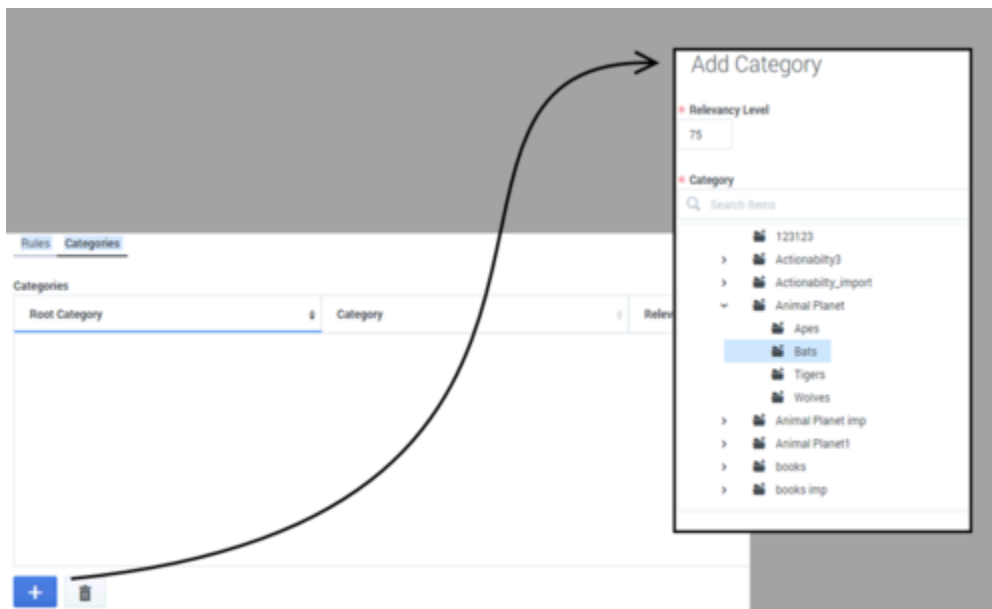 Add Category
* Relevancy Level
75
* Category
Search Items
123123
Actionabilty3
Actionabilty_import
Animal Planet
Apes
Bats
Tigers
Wolves
Animal Planet imp
Animal Planet1
books
books imp
Rules Categories
Categories
Root Category Category Relev